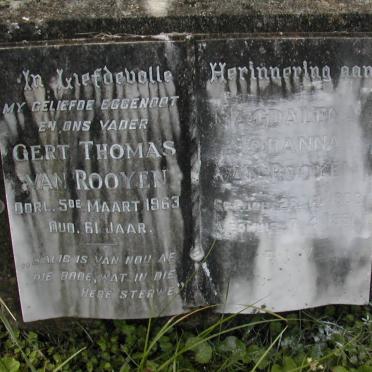 In Liefdevolle Herinnering aan
MY GELIEFDE EGGENOOT
EN ONS VADER
GERT THOMAS
VAN ROOYEN
OORL. 5DE MAART 1963
OUD. 61 JAAR.
SALIG IS VAN NOU AF
DIE DODE, WAT IN DIE
HERE STERWE
MAGDALENA
JOHANNA
VAN ROOYEN